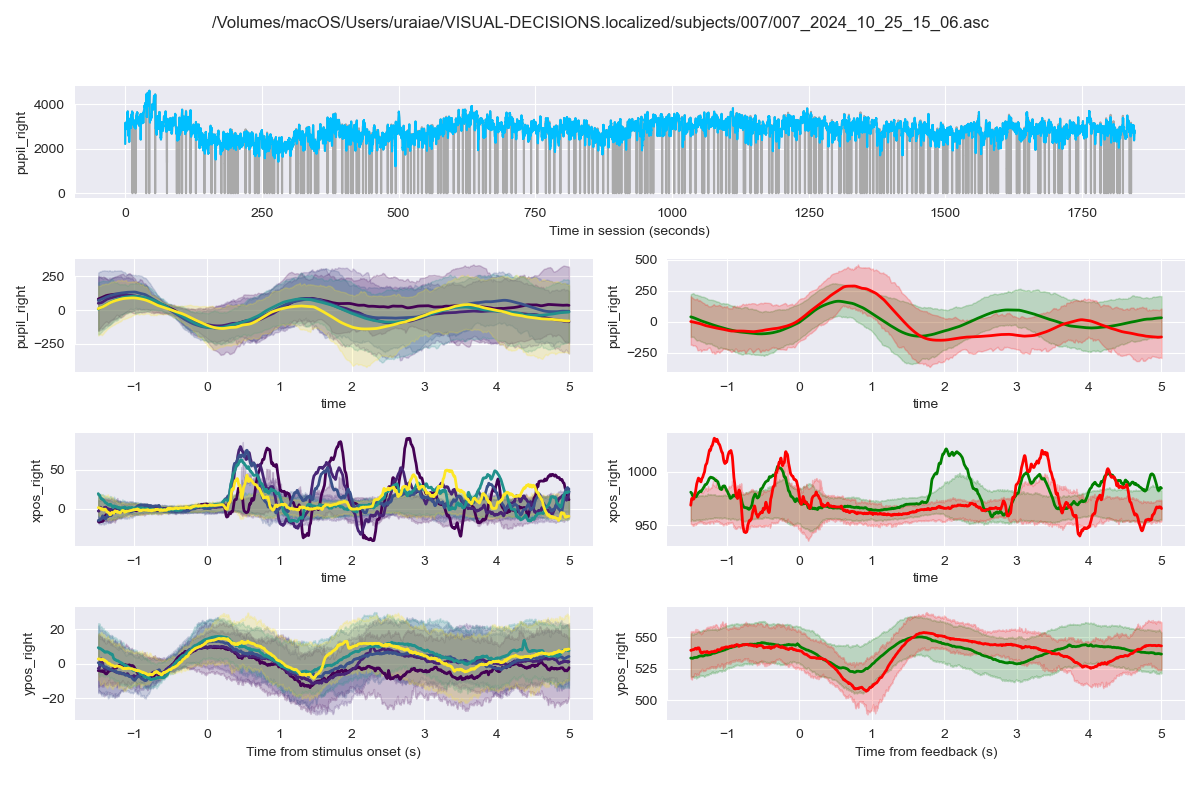 /Volumes/macOS/Users/uraiae/VISUAL-DECISIONS.localized/subjects/007/007_2024_10_25_15_06.asc
pupil_right
4000
2000
0
0 250 500 750 1000 1250 1500 1750
Time in session (seconds)
pupil_right
250
0
−250
−1 0 1 2 3 4 5
time
pupil_right
500
250
0
−250
−1 0 1 2 3 4 5
time
xpos_right
50
0
−1 0 1 2 3 4 5
time
xpos_right
1000
950
−1 0 1 2 3 4 5
time
ypos_right
20
0
−20
−1 0 1 2 3 4 5
Time from stimulus onset (s)
ypos_right
550
525
500
−1 0 1 2 3 4 5
Time from feedback (s)